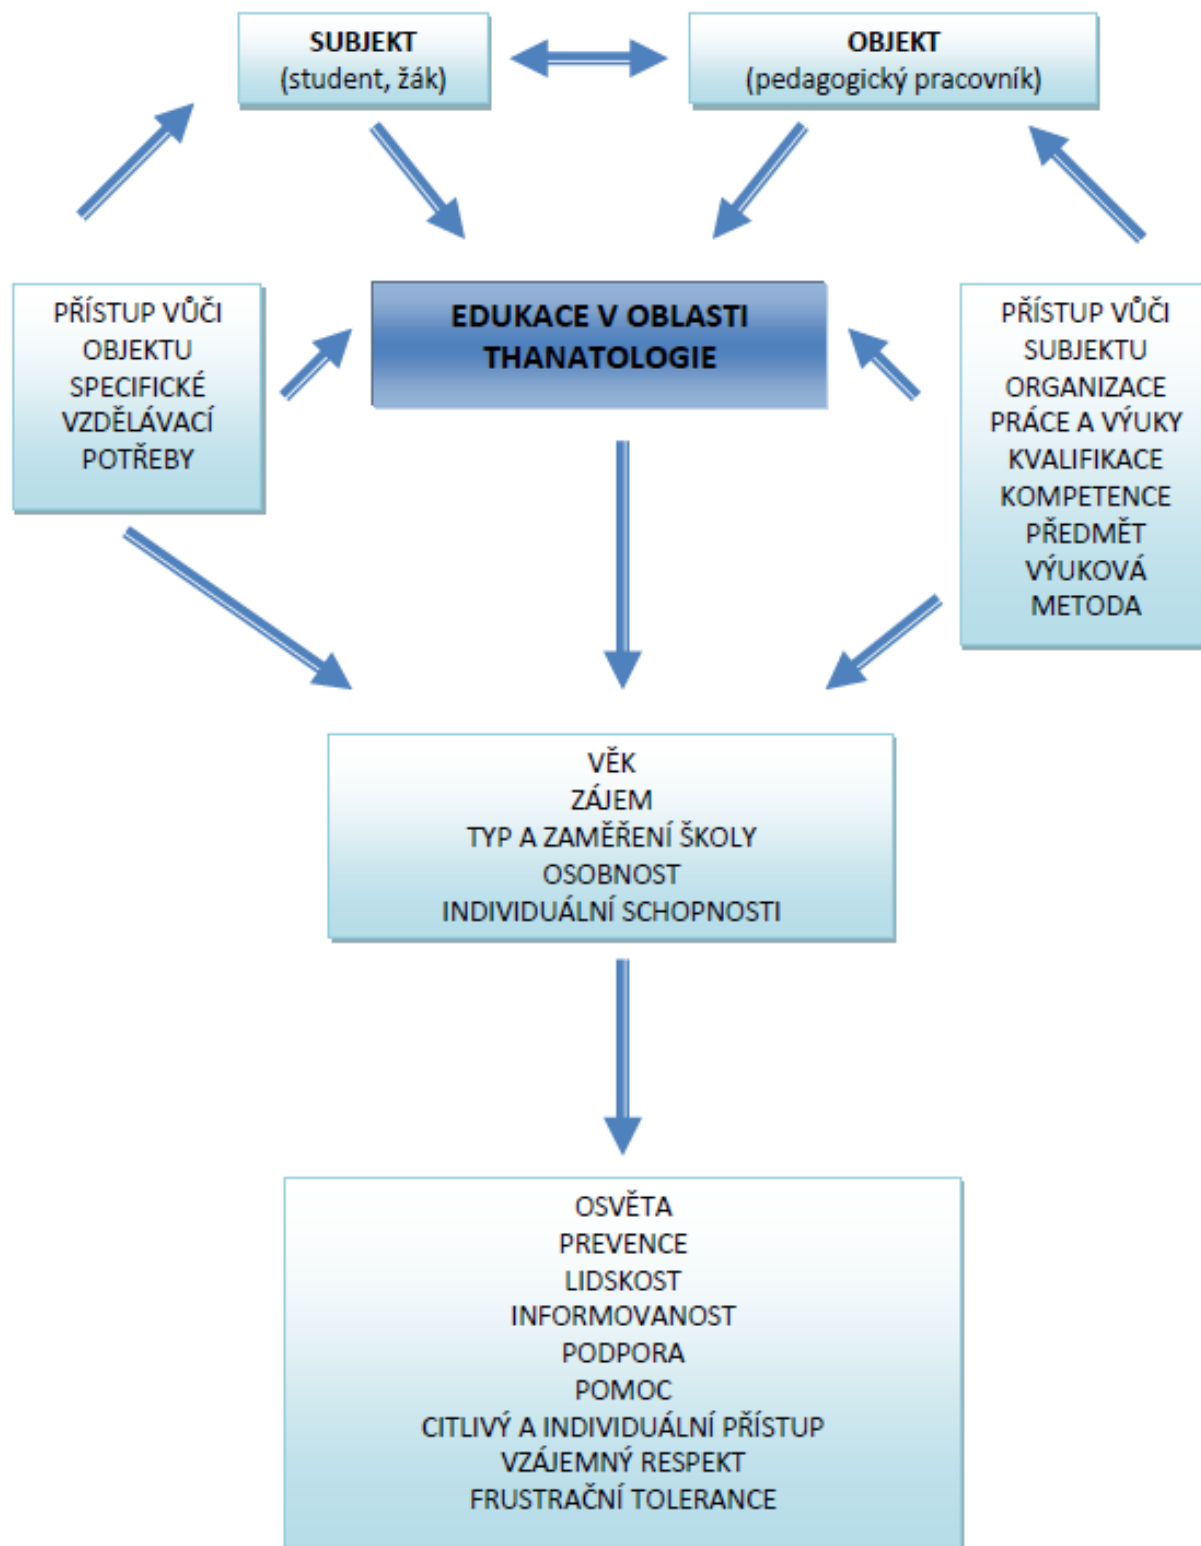 SUBJEKT
(student, žák)
OBJEKT
(pedagogický pracovník)
PŘÍSTUP VŮČI
OBJEKTU
SPECIFICKÉ
VZDĚLÁVACÍ
POTŘEBY
EDUKACE V OBLASTI
THANATOLOGIE
PŘÍSTUP VŮČI
SUBJEKTU
ORGANIZACE
PRÁCE A VÝUKY
KVALIFIKACE
KOMPETENCE
PŘEDMĚT
VÝUKOVÁ
METODA
VĚK
ZÁJEM
TYP A ZAMĚŘENÍ ŠKOLY
OSOBNOST
INDIVIDUÁLNÍ SCHOPNOSTI
OSVĚTA
PREVENCE
LIDSKOST
INFORMOVANOST
PODPORA
POMOC
CITLIVÝ A INDIVIDUÁLNÍ PŘÍSTUP
VZÁJEMNÝ RESPEKT
FRUSTRAČNÍ TOLERANCE